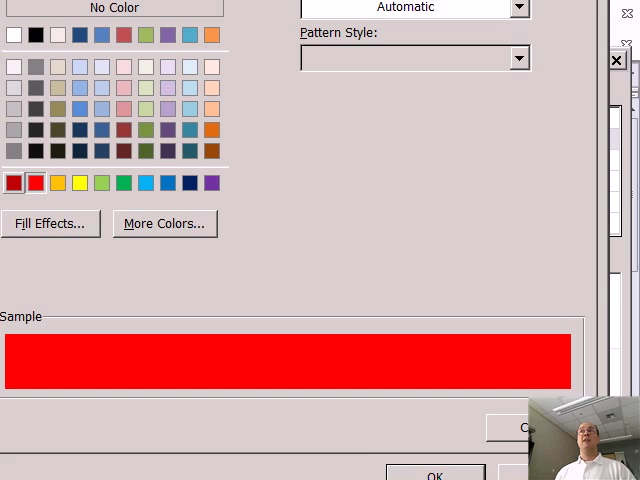 No Color
Automatic
Pattern Style:
Fill Effects...
More Colors...
Sample
OK